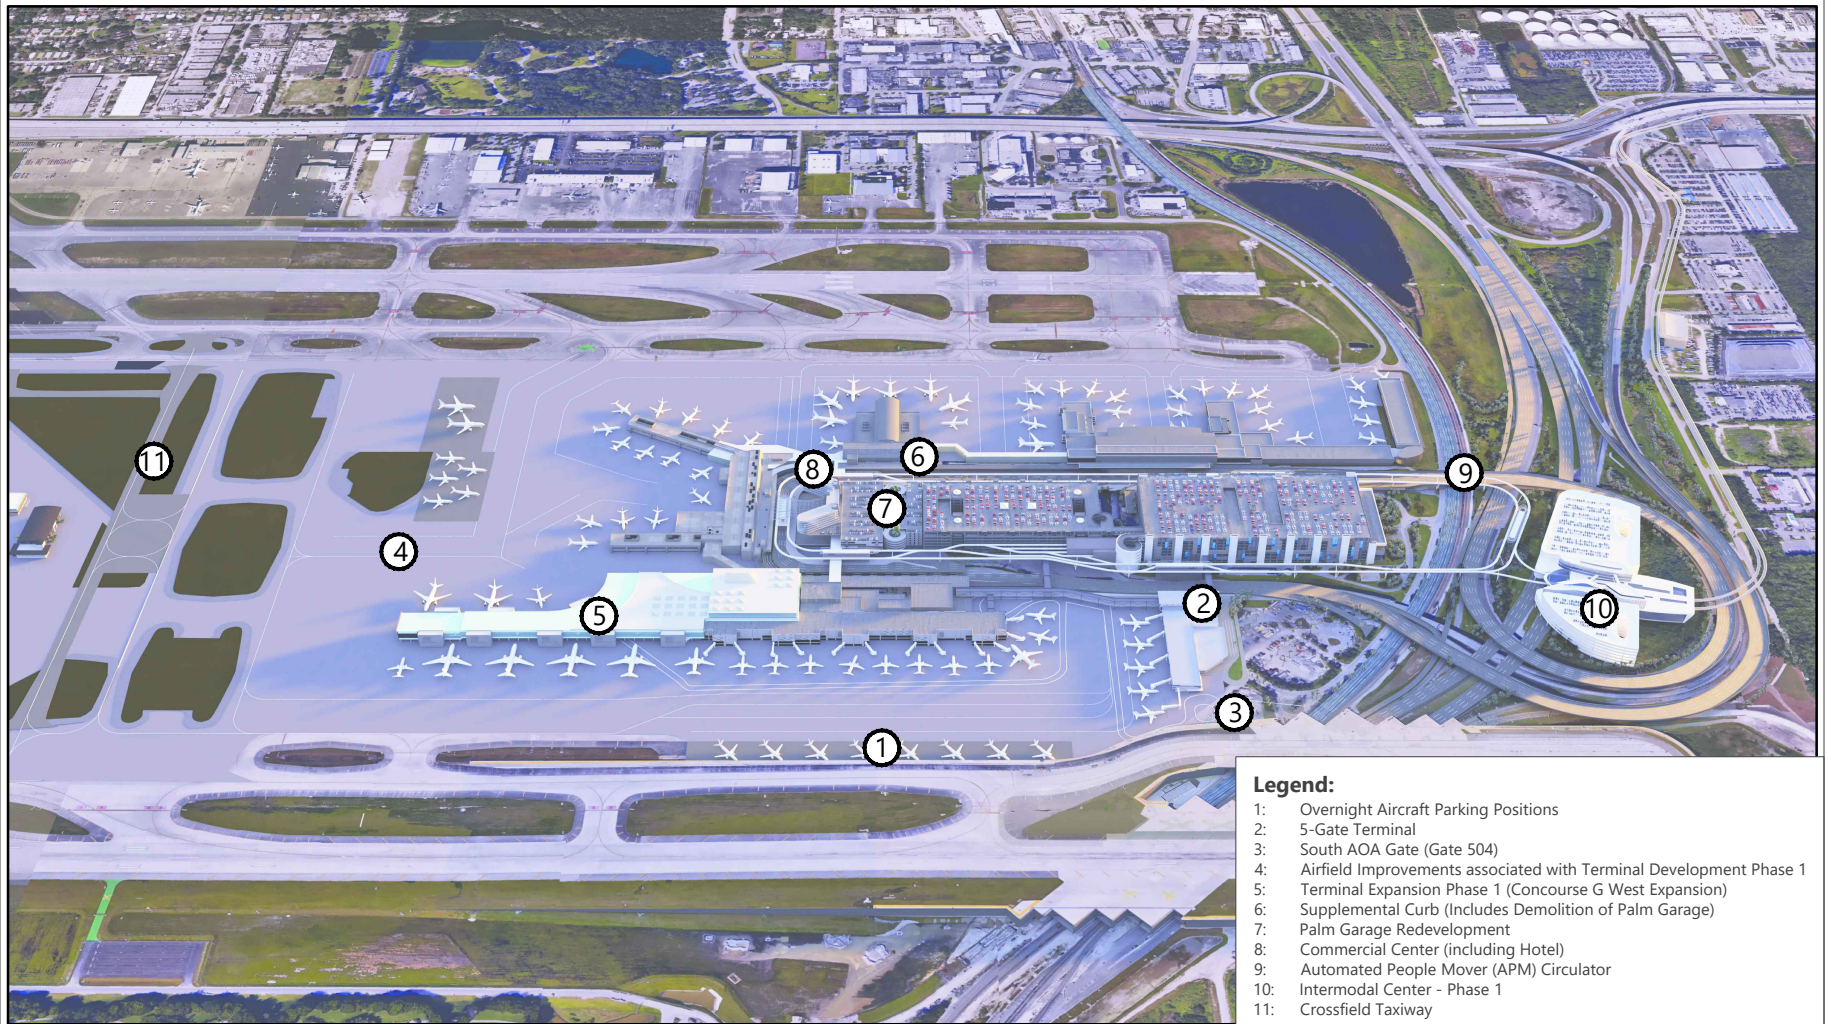 11
8
6
9
7
4
5
2
10
3
1
Legend:
1: Overnight Aircraft Parking Positions
2: 5-Gate Terminal
3: South AOA Gate (Gate 504)
4: Airfield Improvements associated with Terminal Development Phase 1
5: Terminal Expansion Phase 1 (Concourse G West Expansion)
6: Supplemental Curb (Includes Demolition of Palm Garage)
7: Palm Garage Redevelopment
8: Commercial Center (including Hotel)
9: Automated People Mover (APM) Circulator
10: Intermodal Center - Phase 1
11: Crossfield Taxiway